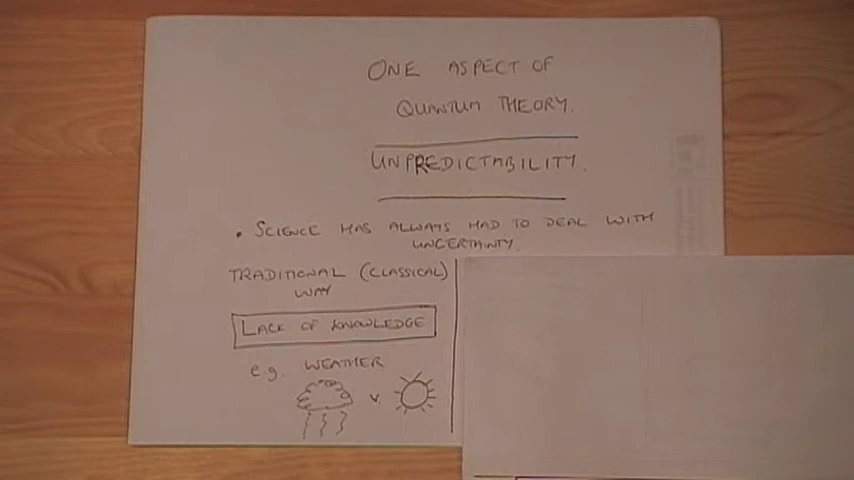 ONE ASPECT OF
QUANTUM THEORY.
UNPREDICTABILITY.
• SCIENCE HAS ALWAYS HAD TO DEAL WITH
UNCERTAINTY.
TRADITIONAL (CLASSICAL)
WAY
LACK OF KNOWLEDGE
e.g. WEATHER
v.